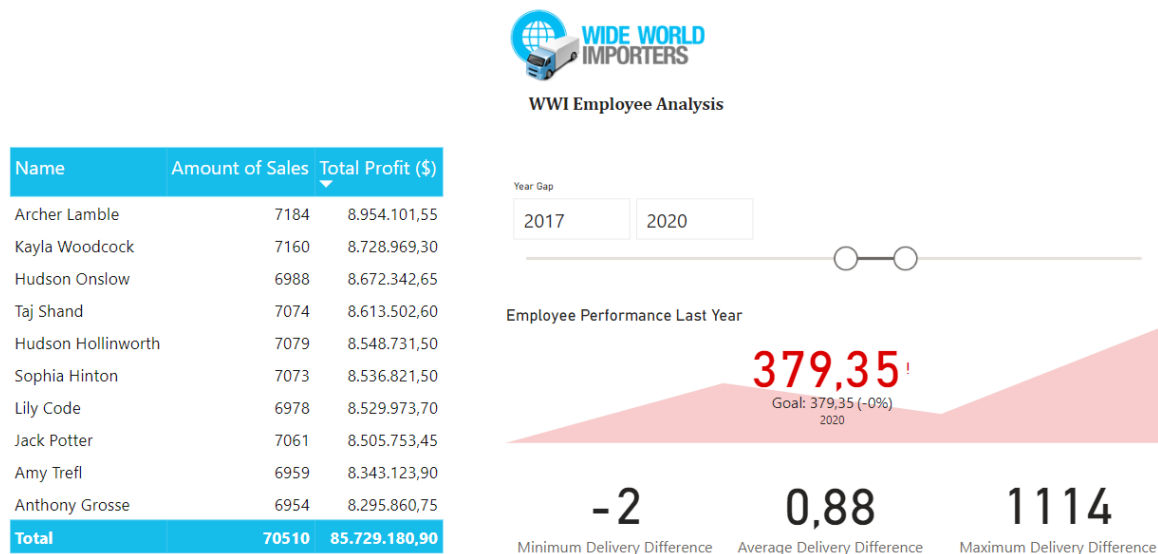 WIDE WORLD
IMPORTERS
WWI Employee Analysis
Name Amount of Sales Total Profit ($)
Archer Lamble 7184 8.954.101,55
Kayla Woodcock 7160 8.728.969,30
Hudson Onslow 6988 8.672.342,65
Taj Shand 7074 8.613.502,60
Hudson Hollinworth 7079 8.548.731,50
Sophia Hinton 7073 8.536.821,50
Lily Code 6978 8.529.973,70
Jack Potter 7061 8.505.753,45
Amy Trefl 6959 8.343.123,90
Anthony Grosse 6954 8.295.860,75
Total 70510 85.729.180,90
Year Gap
2017 2020
Employee Performance Last Year
379,35 !
Goal: 379,35 (-0%)
2020
-2 0,88 1114
Minimum Delivery Difference Average Delivery Difference Maximum Delivery Difference